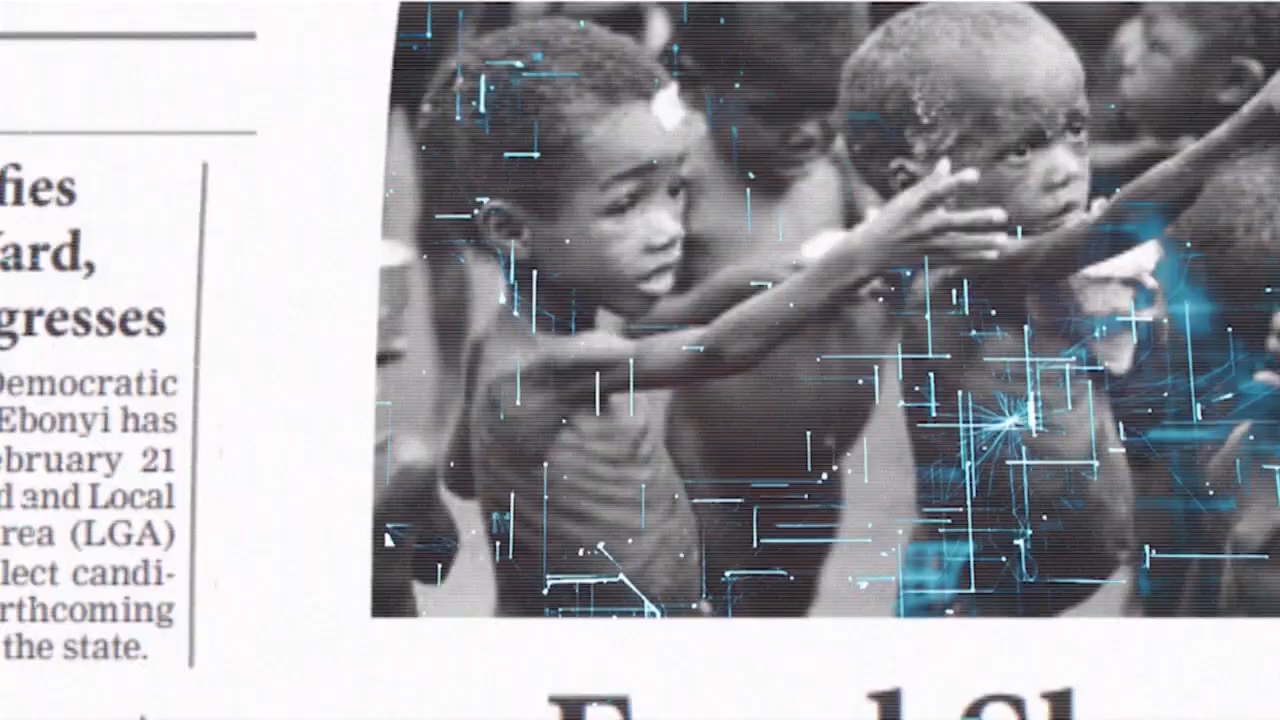 fies
ard,
gresses
Democratic
Ebonyi has
ebruary 21
d and Local
rea (LGA)
lect candi-
rthcoming
the state.